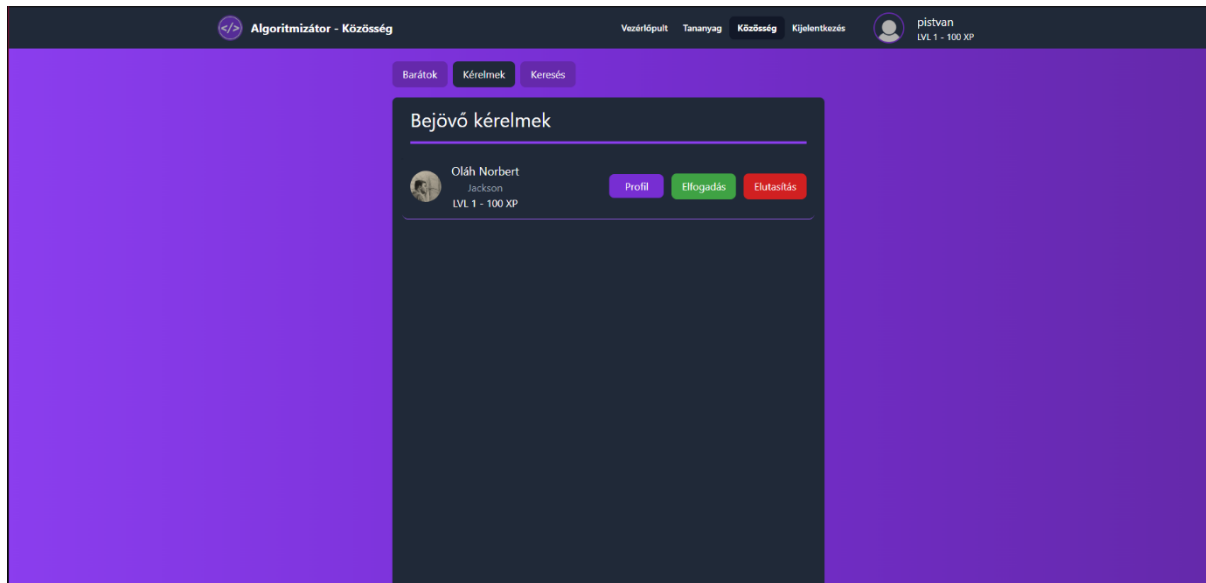 </> Algoritmizátor - Közösség
Vezérlőpult Tananyag Közösség Kijelentkezés
pistvan
LVL 1 - 100 XP
Barátok Kérelmek Keresés
Bejövő kérelmek
Oláh Norbert
Jackson
LVL 1 - 100 XP
Profil Elfogadás Elutasítás